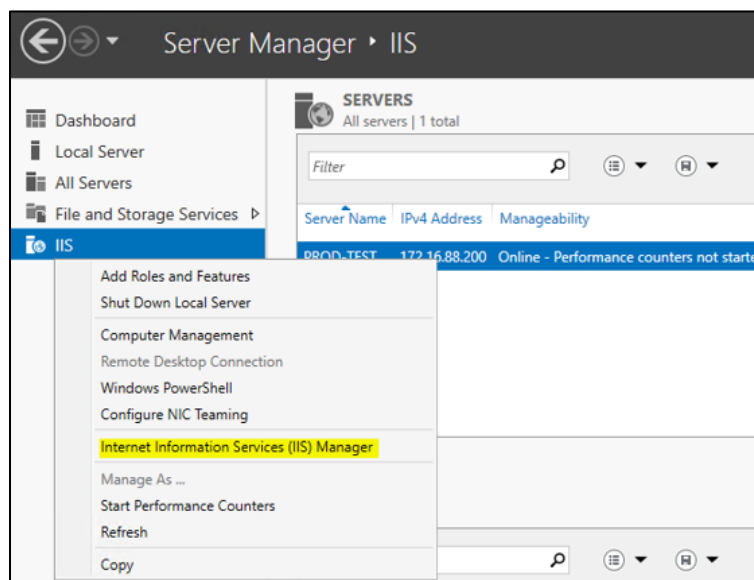 Server Manager ‣ IIS
Dashboard
Local Server
All Servers
File and Storage Services
IIS
SERVERS
All servers | 1 total
Filter
Server Name IPv4 Address Manageability
PROD-TEST 172.16.88.200 Online - Performance counters not starte
Add Roles and Features
Shut Down Local Server
Computer Management
Remote Desktop Connection
Windows PowerShell
Configure NIC Teaming
Internet Information Services (IIS) Manager
Manage As ...
Start Performance Counters
Refresh
Copy